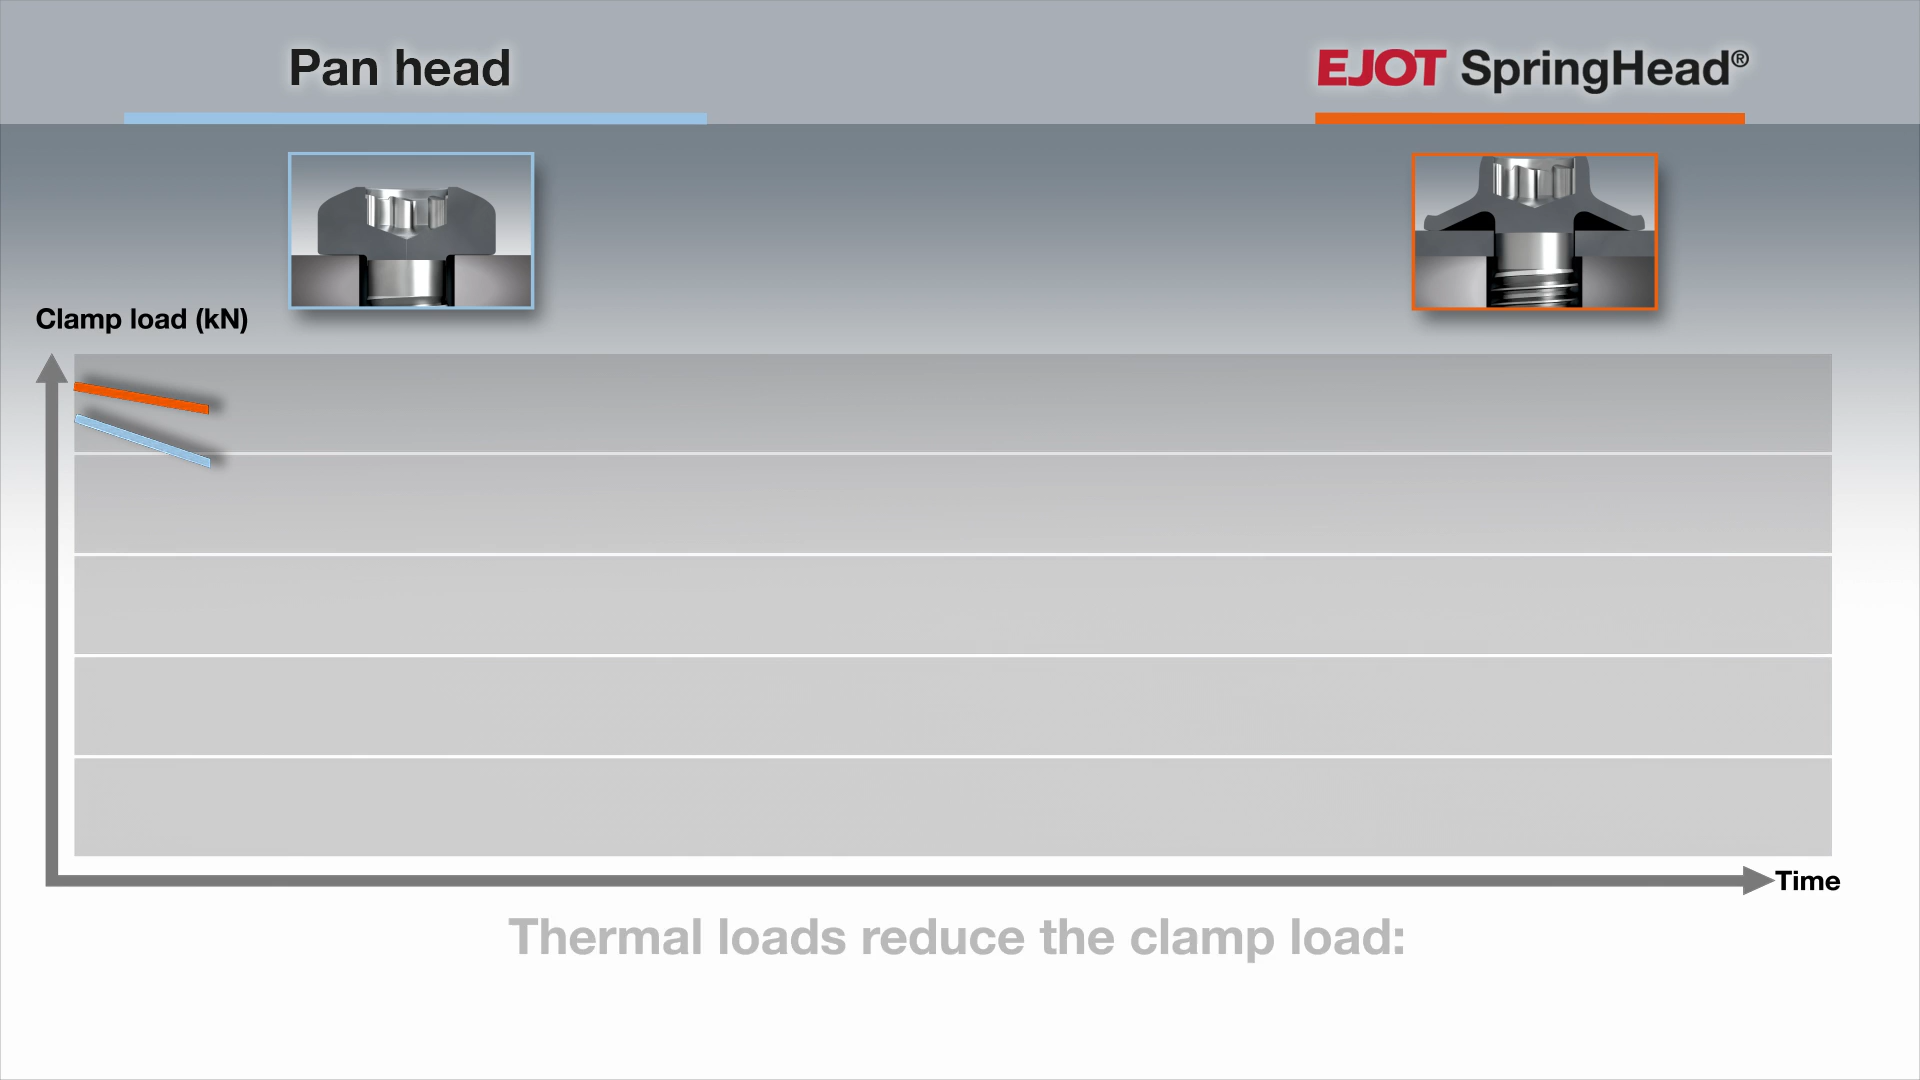 Pan head
EJOT SpringHead®
Clamp load (kN)
Time
Thermal loads reduce the clamp load: